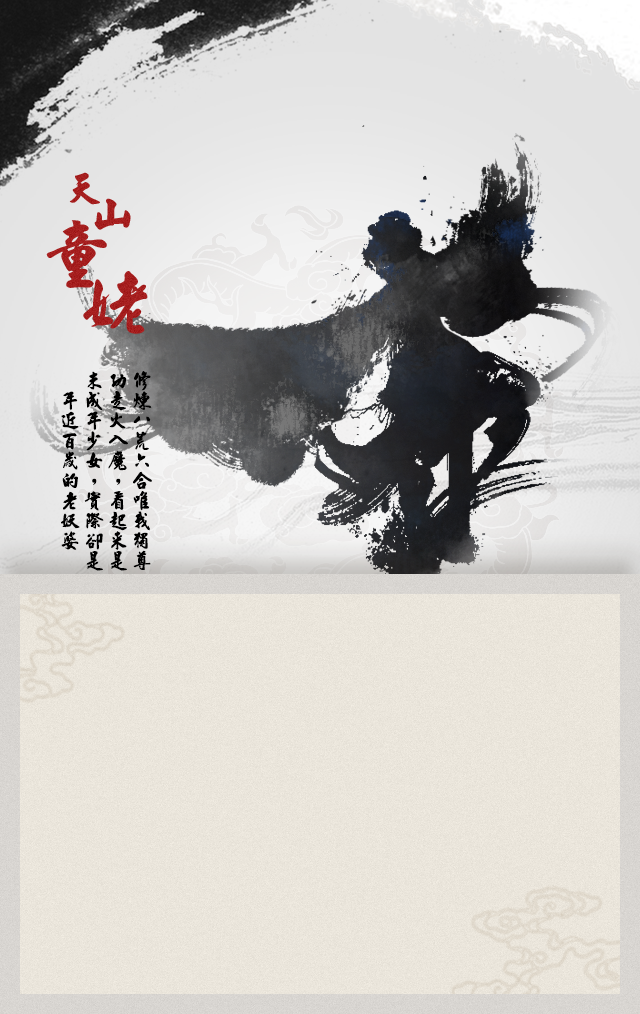 天山童姥
修煉八荒六合唯我獨尊
功走火入魔，看起来是
未成年少女，實際卻是
年近百歲的老妖婆